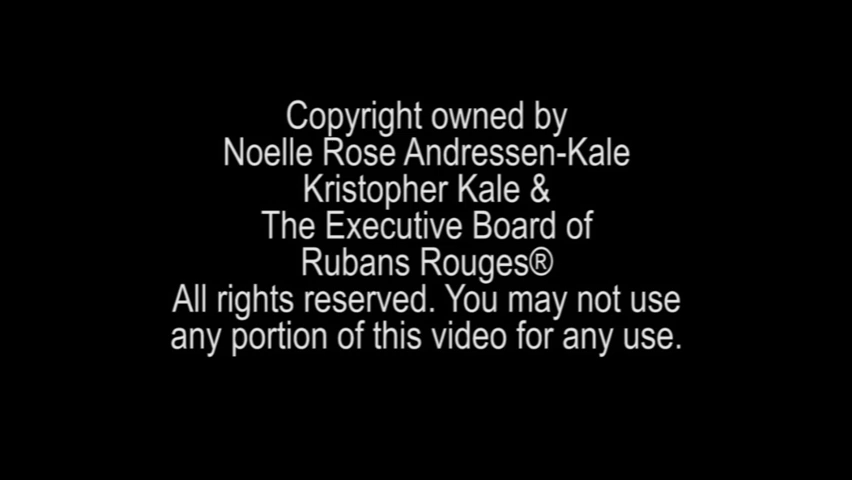 Copyright owned by
Noelle Rose Andressen-Kale
Kristopher Kale &
The Executive Board of
Rubans Rouges®
All rights reserved. You may not use
any portion of this video for any use.